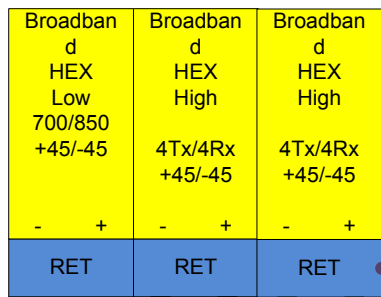 Broadban
d
HEX
Low
700/850
+45/-45
- +
RET
Broadban
d
HEX
High
4Tx/4Rx
+45/-45
- +
RET
Broadban
d
HEX
High
4Tx/4Rx
+45/-45
- +
RET